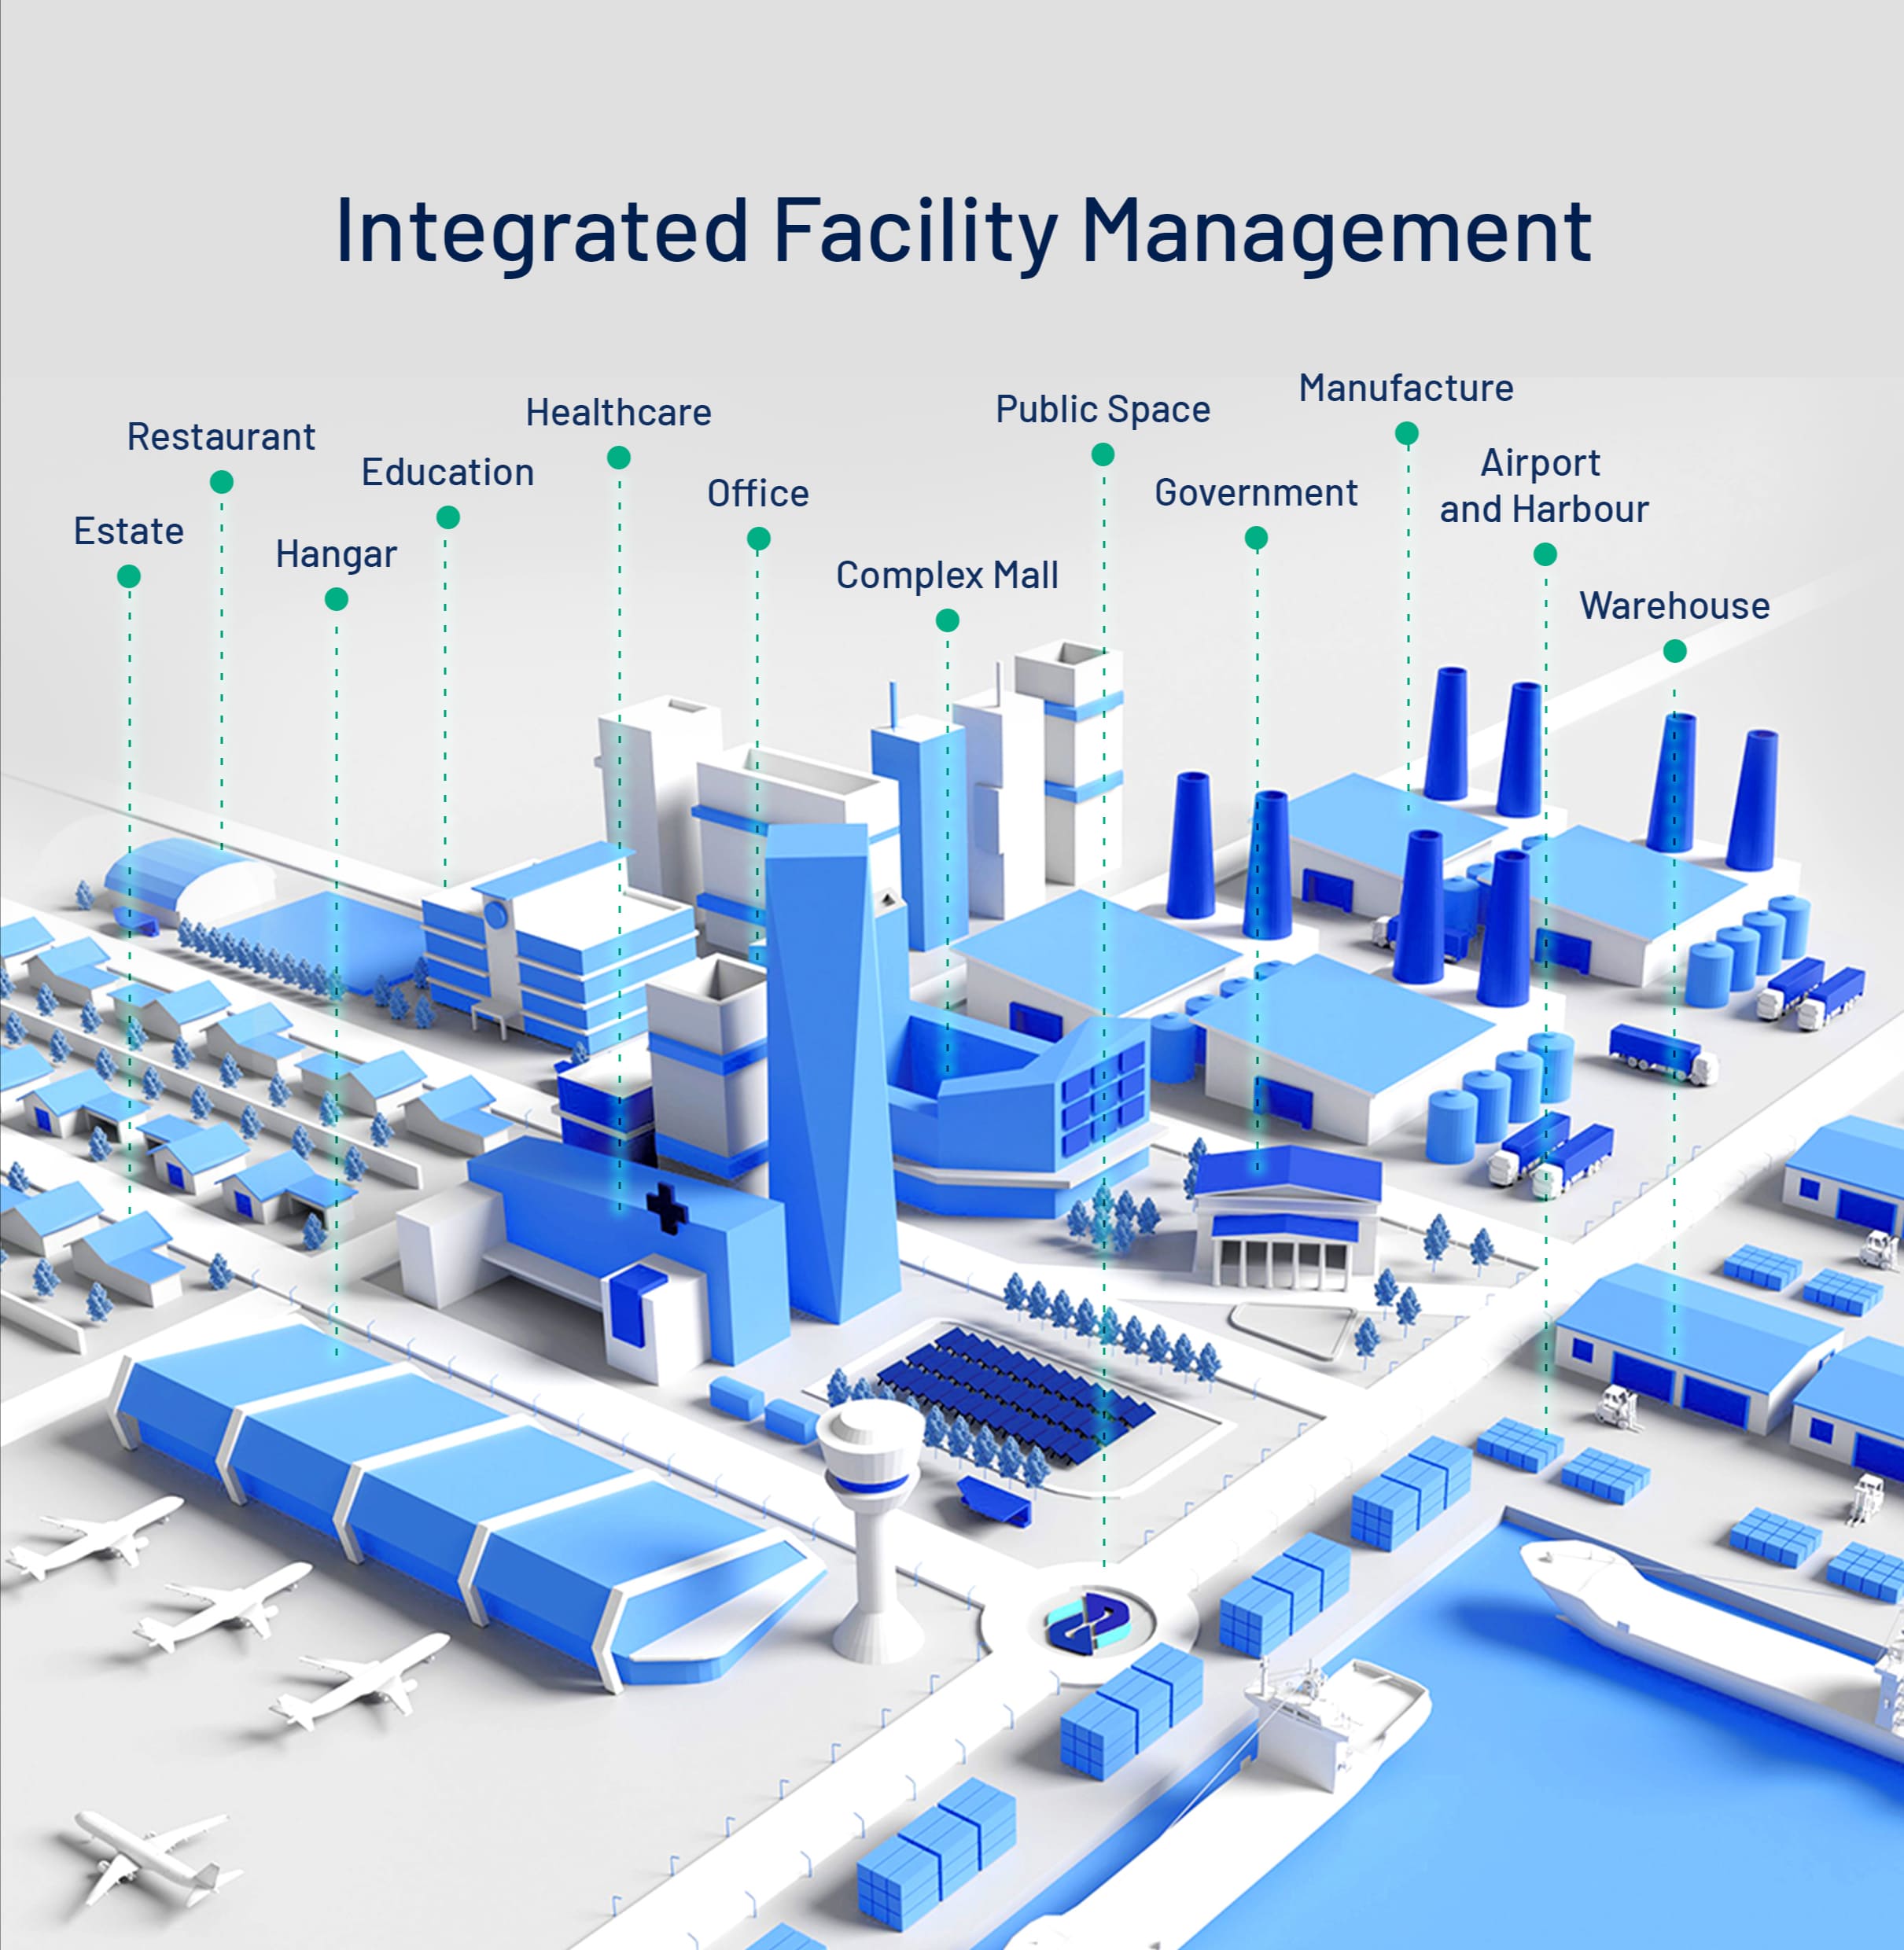 Integrated Facility Management
Manufacture
Healthcare
Public Space
Restaurant
Airport
and Harbour
Education
Office
Government
Estate
Hangar
Complex Mall
Warehouse